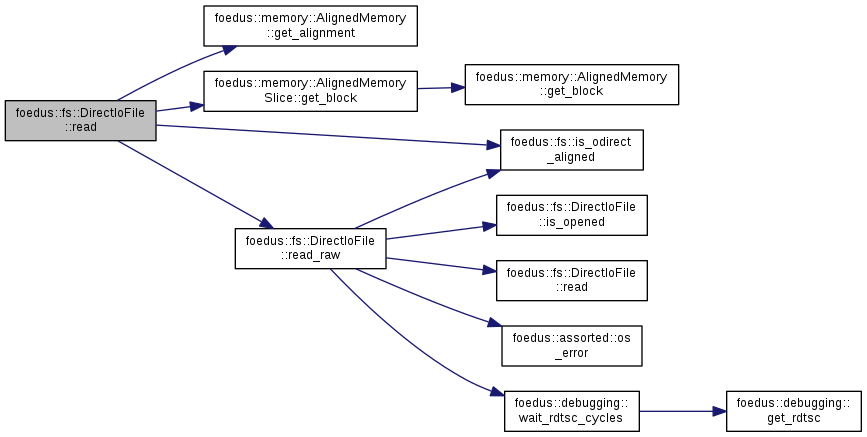 foedus::memory::AlignedMemory
::get_alignment
foedus::memory::AlignedMemory
Slice::get_block
foedus::memory::AlignedMemory
::get_block
foedus::fs::DirectIoFile
::read
foedus::fs::is_odirect
_aligned
foedus::fs::DirectIoFile
::is_opened
foedus::fs::DirectIoFile
::read_raw
foedus::fs::DirectIoFile
::read
foedus::assorted::os
_error
foedus::debugging::
wait_rdtsc_cycles
foedus::debugging::
get_rdtsc